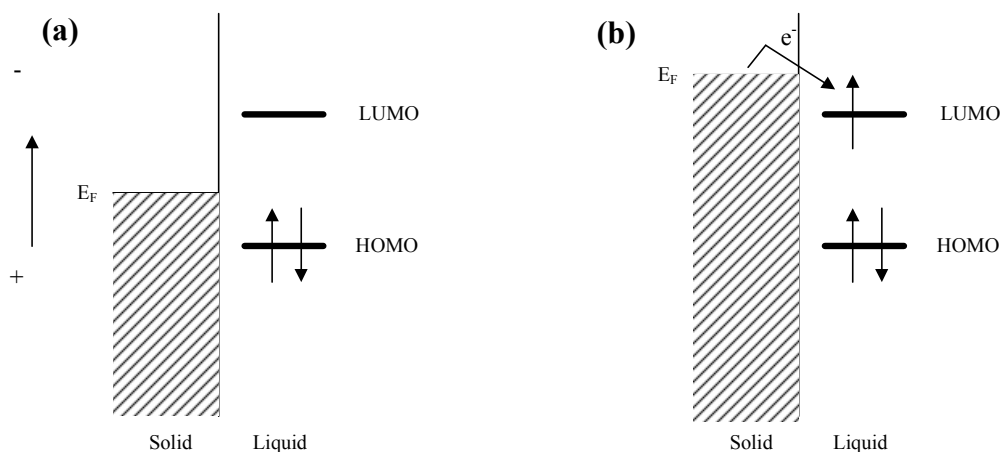 (a)
-
+
E_F
LUMO
HOMO
Solid Liquid
(b)
e⁻
E_F
LUMO
HOMO
Solid Liquid